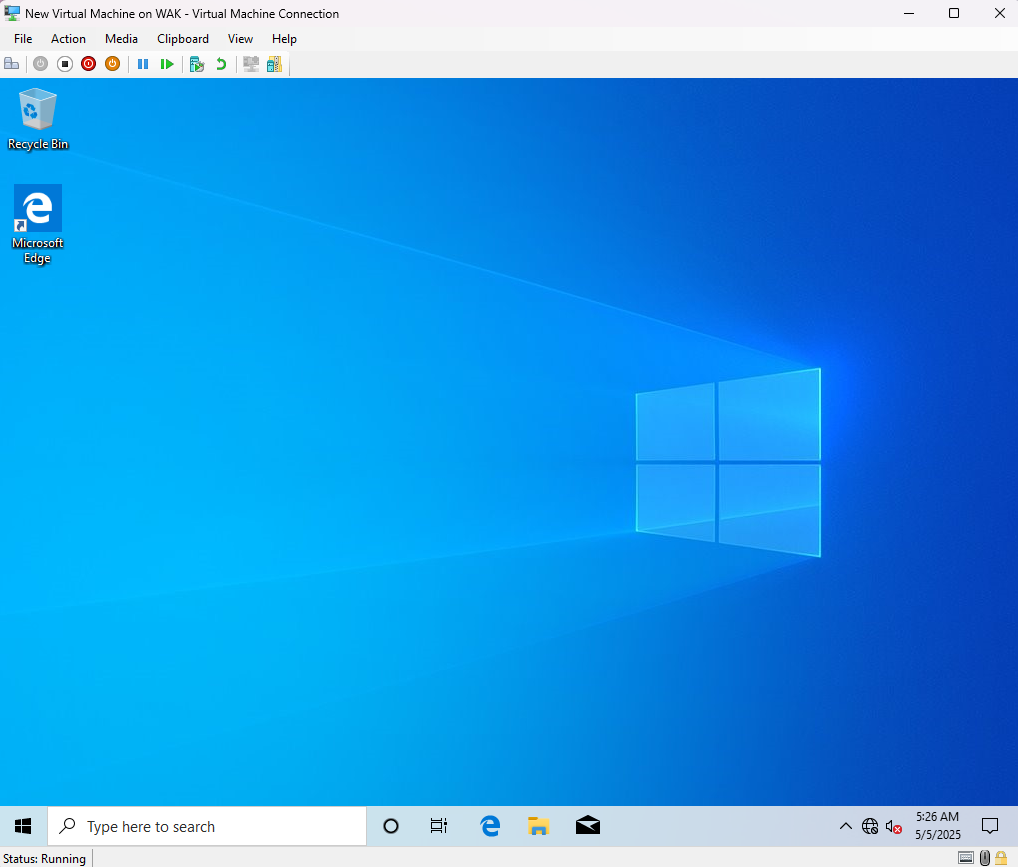 New Virtual Machine on WAK - Virtual Machine Connection
File Action Media Clipboard View Help
Recycle Bin
Microsoft
Edge
Type here to search
5:26 AM
5/5/2025
Status: Running